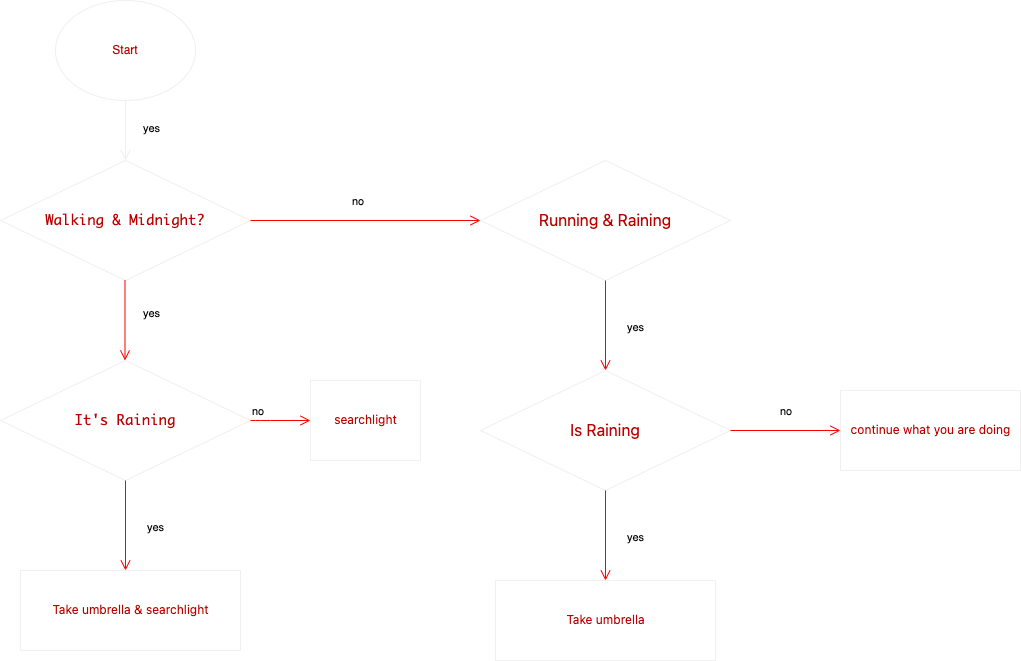 Start
yes
no
Walking & Midnight?
Running & Raining
yes
yes
no
no
It's Raining
searchlight
Is Raining
continue what you are doing
yes
yes
Take umbrella & searchlight
Take umbrella